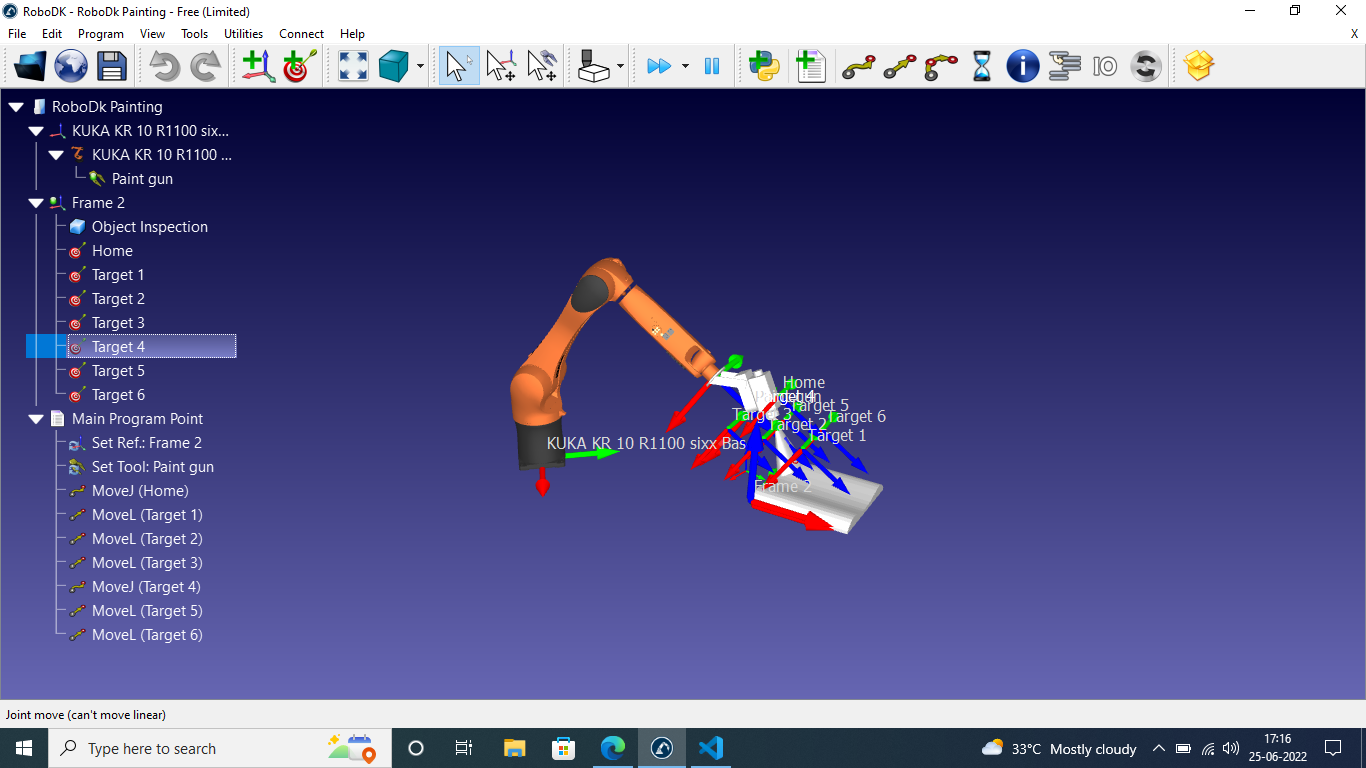 RoboDK - RoboDk Painting - Free (Limited)
File Edit Program View Tools Utilities Connect Help X
IO
RoboDk Painting
KUKA KR 10 R1100 six...
KUKA KR 10 R1100 ...
Paint gun
Frame 2
Object Inspection
Home
Target 1
Target 2
Target 3
Target 4
Target 5
Target 6
Main Program Point
Set Ref.: Frame 2
Set Tool: Paint gun
MoveJ (Home)
MoveL (Target 1)
MoveL (Target 2)
MoveL (Target 3)
MoveJ (Target 4)
MoveL (Target 5)
MoveL (Target 6)
Home
Target 4
Target 5
Target 3
Target 6
Target 2
Target 1
KUKA KR 10 R1100 sixx Bas
Frame 2
Joint move (can't move linear)
Type here to search
33°C Mostly cloudy
17:16
25-06-2022